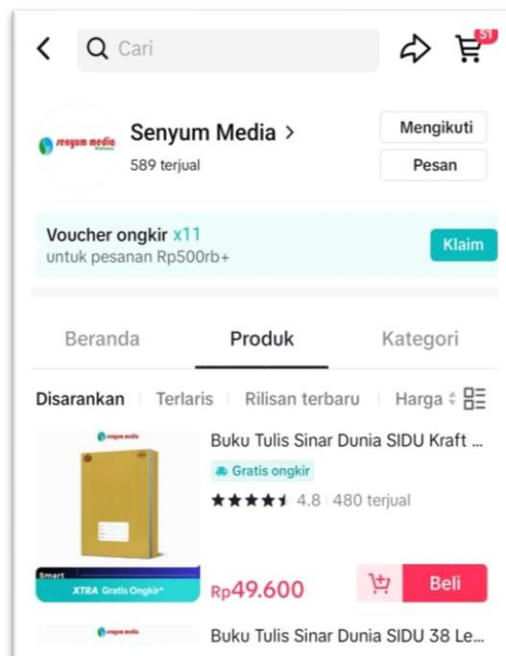 Cari
51
senyum media
Senyum Media >
589 terjual
Mengikuti
Pesan
Voucher ongkir x11
untuk pesanan Rp500rb+
Klaim
Beranda
Produk
Kategori
Disarankan
Terlaris
Rilisan terbaru
Harga
senyum media
Buku Tulis Sinar Dunia SIDU Kraft ...
Gratis ongkir
4.8
480 terjual
Smart
XTRA Gratis Ongkir*
Rp49.600
Beli
senyum media
Buku Tulis Sinar Dunia SIDU 38 Le...